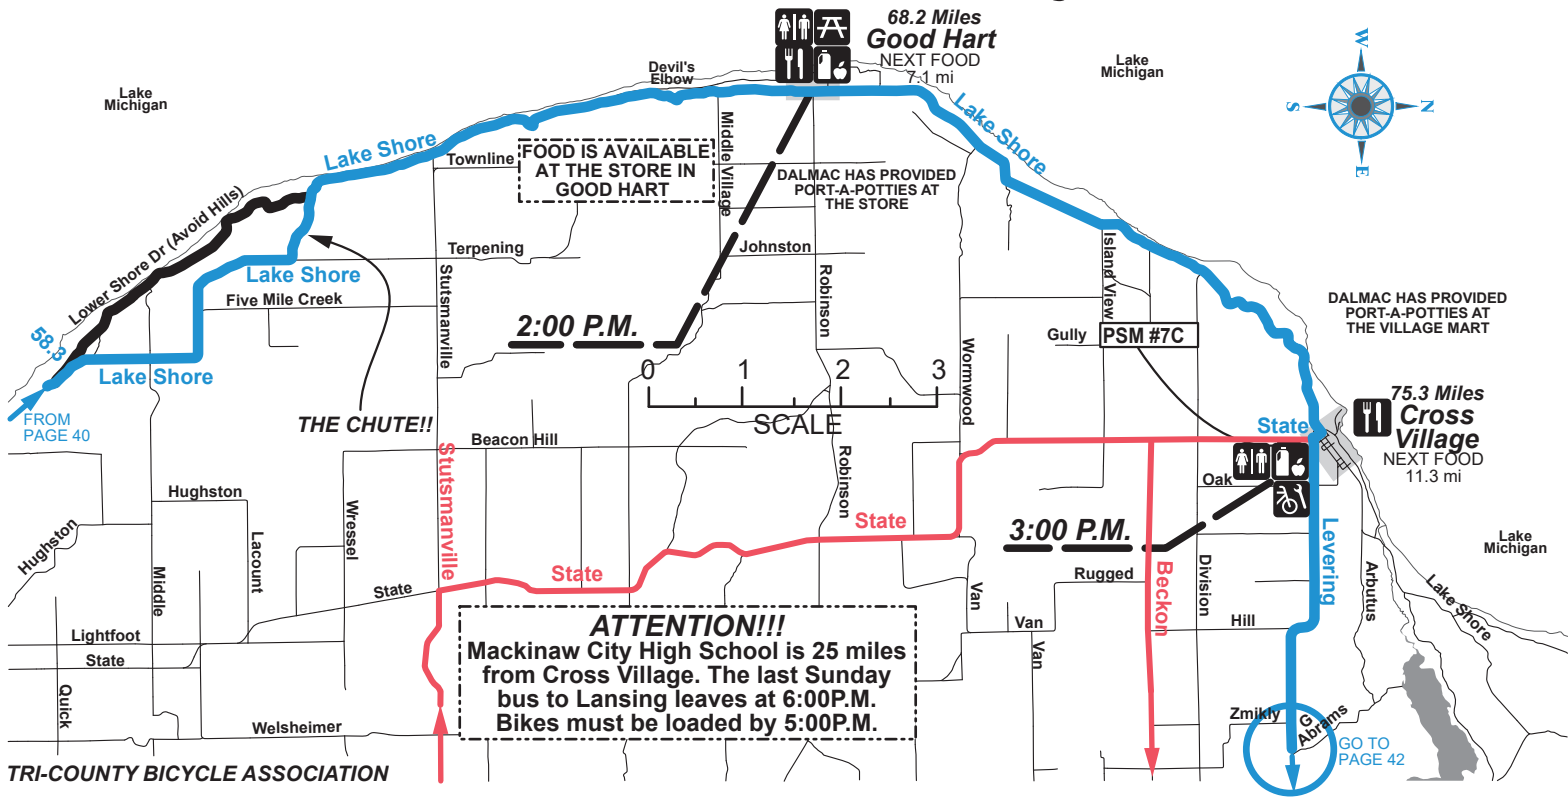 68.2 Miles
Good Hart
NEXT FOOD
7.1 mi
Devil's
Elbow
Lake
Michigan
Lake
Michigan
W
S
N
E
Lake Shore
Lake Shore
Townline
FOOD IS AVAILABLE
AT THE STORE IN
GOOD HART
Middle Village
DALMAC HAS PROVIDED
PORT-A-POTTIES AT
THE STORE
Lower Shore Dr (Avoid Hills)
Terpening
Johnston
Island View
Lake Shore
Stutsmanville
Robinson
Five Mile Creek
DALMAC HAS PROVIDED
PORT-A-POTTIES AT
THE VILLAGE MART
58.3
2:00 P.M.
Gully
PSM #7C
Wormwood
Lake Shore
0
1
2
3
SCALE
FROM
PAGE 40
THE CHUTE!!
75.3 Miles
Cross
Village
NEXT FOOD
11.3 mi
State
Beacon Hill
Stutsmanville
Robinson
Oak
Hughston
Hughston
Wressel
Lacount
State
3:00 P.M.
Levering
Lake
Michigan
Middle
State
State
Van
Rugged
Beckon
Division
Arbutus
Lake Shore
ATTENTION!!!
Mackinaw City High School is 25 miles
from Cross Village. The last Sunday
bus to Lansing leaves at 6:00P.M.
Bikes must be loaded by 5:00P.M.
Lightfoot
State
Van
Van
Hill
Quick
Welsheimer
Zmikly
G
Abrams
GO TO
PAGE 42
TRI-COUNTY BICYCLE ASSOCIATION